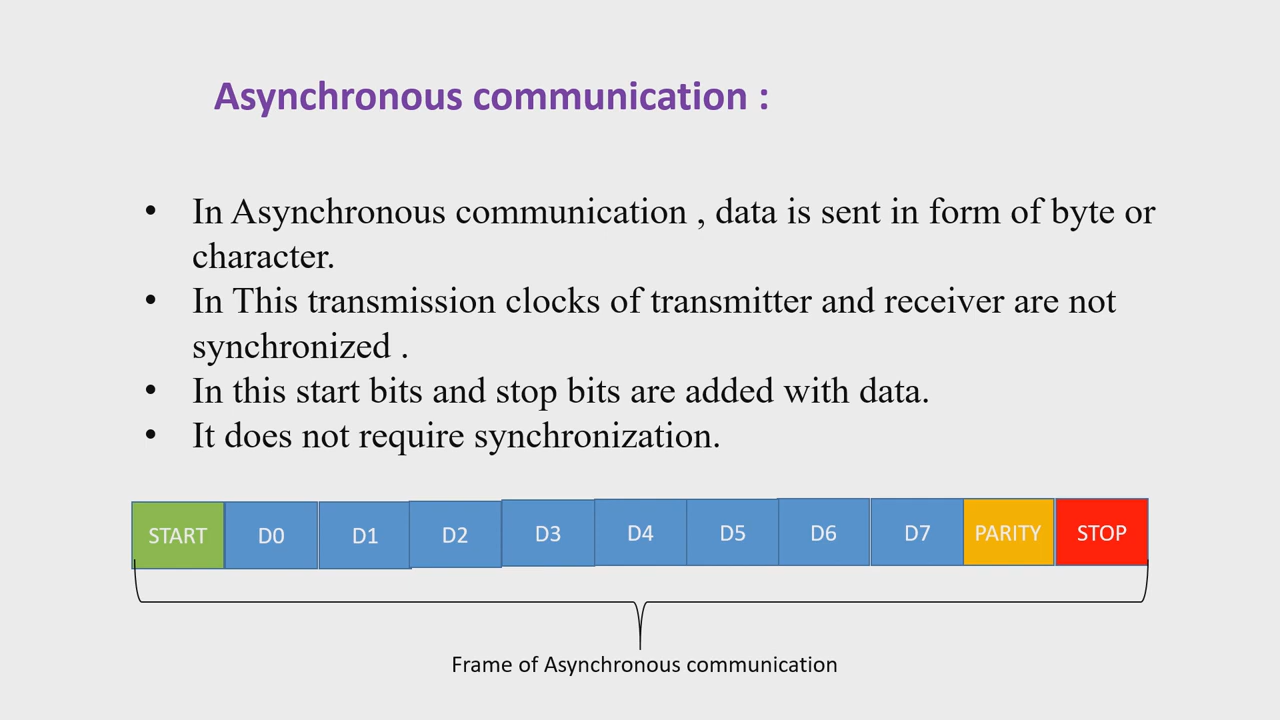 Asynchronous communication :
• In Asynchronous communication , data is sent in form of byte or
character.
• In This transmission clocks of transmitter and receiver are not
synchronized .
• In this start bits and stop bits are added with data.
• It does not require synchronization.
START D0 D1 D2 D3 D4 D5 D6 D7 PARITY STOP
Frame of Asynchronous communication